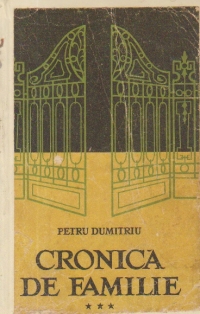 PETRU DUMITRIU
CRONICA
DE FAMILIE
***